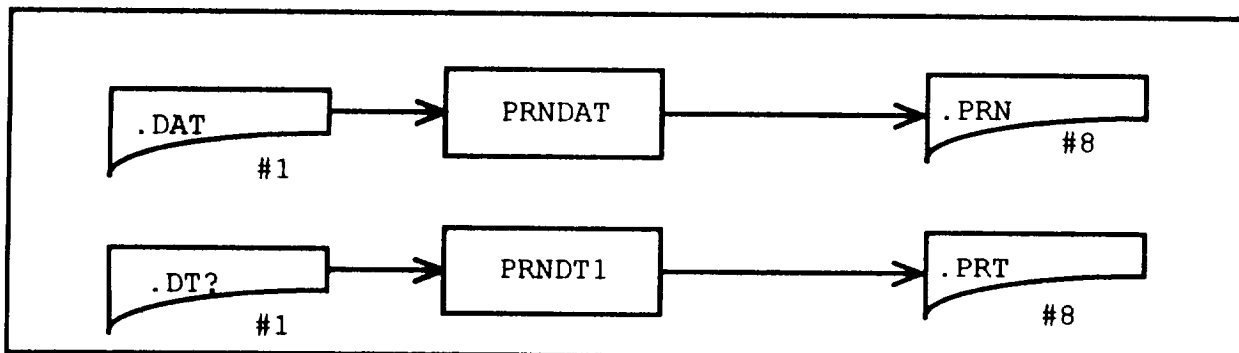 .DAT
PRNDAT
.PRN
#1
#8
.DT?
PRNDT1
.PRT
#1
#8